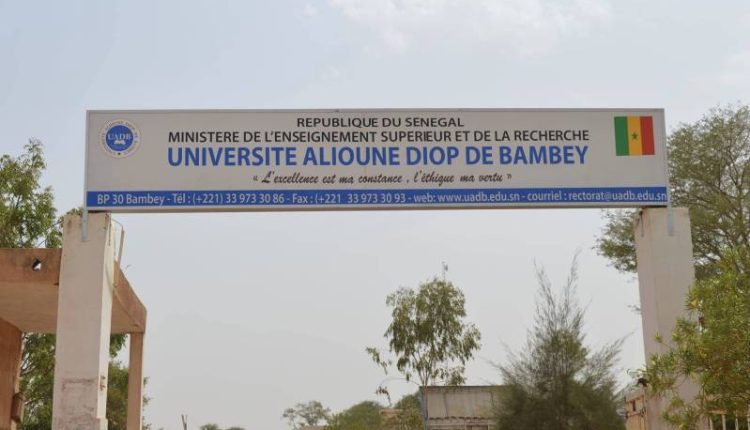 UADB
REPUBLIQUE DU SENEGAL
MINISTERE DE L'ENSEIGNEMENT SUPERIEUR ET DE LA RECHERCHE
UNIVERSITE ALIOUNE DIOP DE BAMBEY
« L'excellence est ma constance , l'éthique ma vertu »
BP 30 Bambey - Tél : (+221) 33 973 30 86 - Fax : (+221 33 973 30 93 - web: www.uadb.edu.sn - courriel : rectorat@uadb.edu.sn